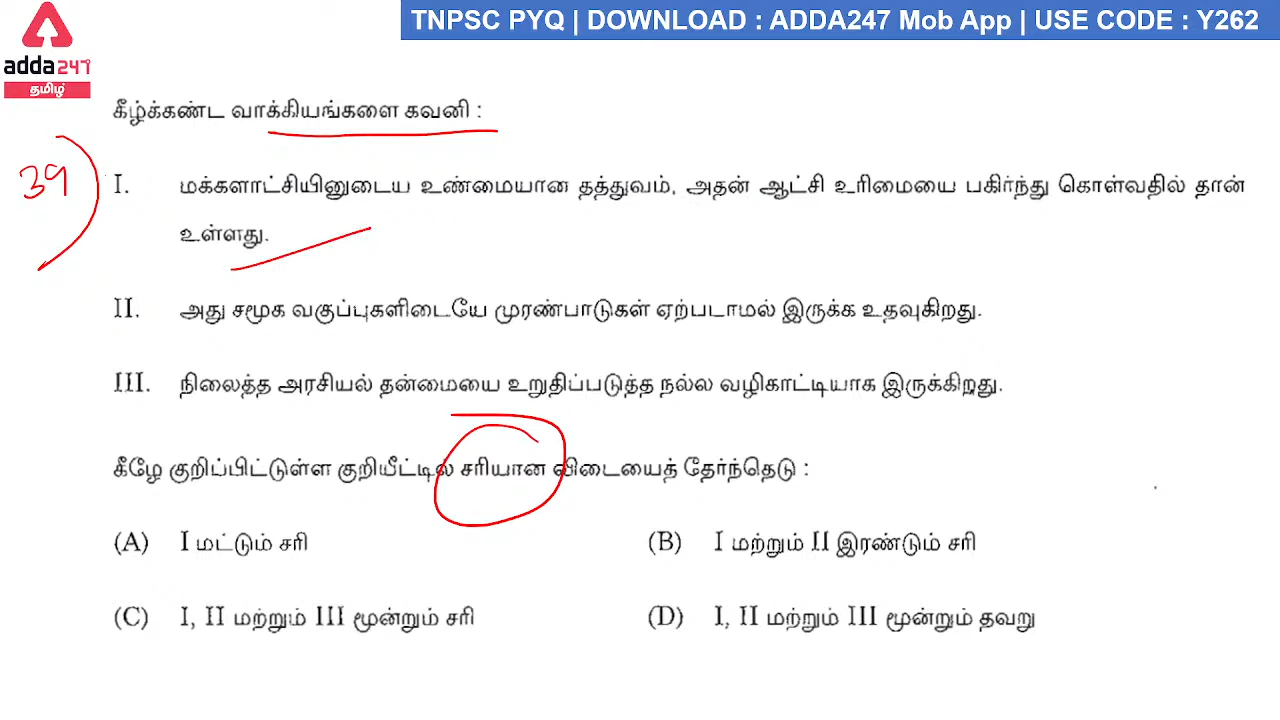 TNPSC PYQ | DOWNLOAD : ADDA247 Mob App | USE CODE : Y262
adda247
தமிழ்
கீழ்க்கண்ட வாக்கியங்களை கவனி :
39)
I. மக்களாட்சியினுடைய உண்மையான தத்துவம், அதன் ஆட்சி உரிமையை பகிர்ந்து கொள்வதில் தான்
உள்ளது.
II. அது சமூக வகுப்புகளிடையே முரண்பாடுகள் ஏற்படாமல் இருக்க உதவுகிறது.
III. நிலைத்த அரசியல் தன்மையை உறுதிப்படுத்த நல்ல வழிகாட்டியாக இருக்கிறது.
கீழே குறிப்பிட்டுள்ள குறியீட்டில் சரியான விடையைத் தேர்ந்தெடு :
(A) I மட்டும் சரி (B) I மற்றும் II இரண்டும் சரி
(C) I, II மற்றும் III மூன்றும் சரி (D) I, II மற்றும் III மூன்றும் தவறு